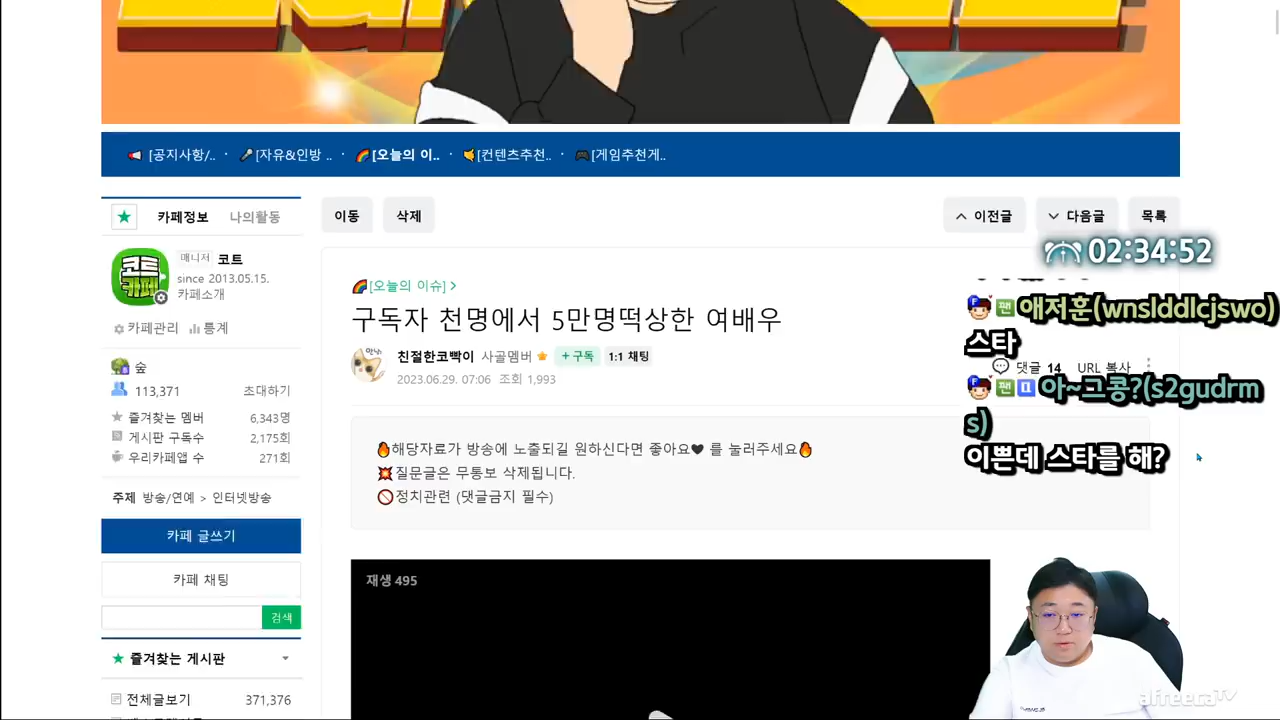 [공지사항/.. · [자유&인방 .. · [오늘의 이.. · [컨텐츠추천.. · [게임추천게..
카페정보 나의활동
매니저 코트
since 2013.05.15.
카페소개
카페관리 통계
숲
113,371 초대하기
즐겨찾는 멤버 6,343명
게시판 구독수 2,175회
우리카페앱 수 271회
주제 방송/연예 > 인터넷방송
카페 글쓰기
카페 채팅
검색
즐겨찾는 게시판
전체글보기 371,376
이동 삭제
이전글 다음글 목록
[오늘의 이슈] >
구독자 천명에서 5만명떡상한 여배우
친절한코빡이 사골멤버 + 구독 1:1 채팅
2023.06.29. 07:06 조회 1,993
댓글 14 URL 복사
🔥해당자료가 방송에 노출되길 원하신다면 좋아요🖤 를 눌러주세요🔥
💥질문글은 무통보 삭제됩니다.
🚫정치관련 (댓글금지 필수)
재생 495
02:34:52
팬 애저훈(wnslddlcjswo)
스타
팬 아~그콩?(s2gudrm
s)
이쁜데 스타를 해?
코트
카페
afreecaTV